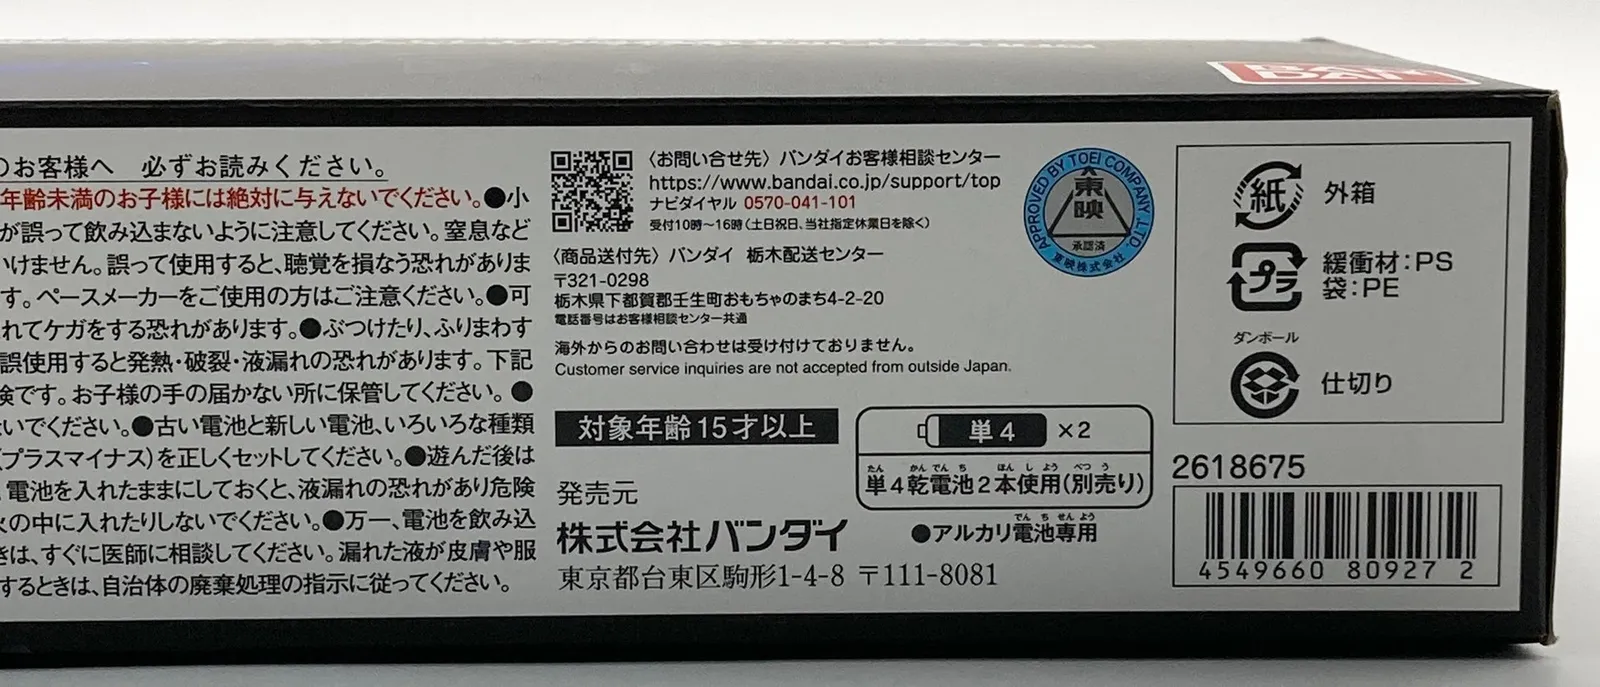 BANDAI
のお客様へ 必ずお読みください。
年齢未満のお子様には絶対に与えないでください。●小
が誤って飲み込まないように注意してください。窒息など
いけません。誤って使用すると、聴覚を損なう恐れがありま
す。ペースメーカーをご使用の方はご注意ください。●可
れてケガをする恐れがあります。●ぶつけたり、ふりまわす
誤使用すると発熱・破裂・液漏れの恐れがあります。下記
険です。お子様の手の届かない所に保管してください。●
いでください。●古い電池と新しい電池、いろいろな種類
(プラスマイナス)を正しくセットしてください。●遊んだ後は
電池を入れたままにしておくと、液漏れの恐れがあり危険
火の中に入れたりしないでください。●万一、電池を飲み込
きは、すぐに医師に相談してください。漏れた液が皮膚や服
するときは、自治体の廃棄処理の指示に従ってください。
〈お問い合せ先〉バンダイお客様相談センター
https://www.bandai.co.jp/support/top
ナビダイヤル 0570-041-101
受付10時〜16時(土日祝日、当社指定休業日を除く)
〈商品送付先〉バンダイ 栃木配送センター
〒321-0298
栃木県下都賀郡壬生町おもちゃのまち4-2-20
電話番号はお客様相談センター共通
海外からのお問い合わせは受け付けておりません。
Customer service inquiries are not accepted from outside Japan.
対象年齢15才以上
発売元
株式会社バンダイ
東京都台東区駒形1-4-8 〒111-8081
APPROVED BY TOEI COMPANY, LTD.
東映
承認済
東映株式会社
単4 ×2
たん かんでんち ほんしよう べつう
単4乾電池2本使用(別売り)
でんちせんよう
●アルカリ電池専用
紙 外箱
プラ 緩衝材:PS
袋:PE
ダンボール
仕切り
2618675
4549660 80927 2